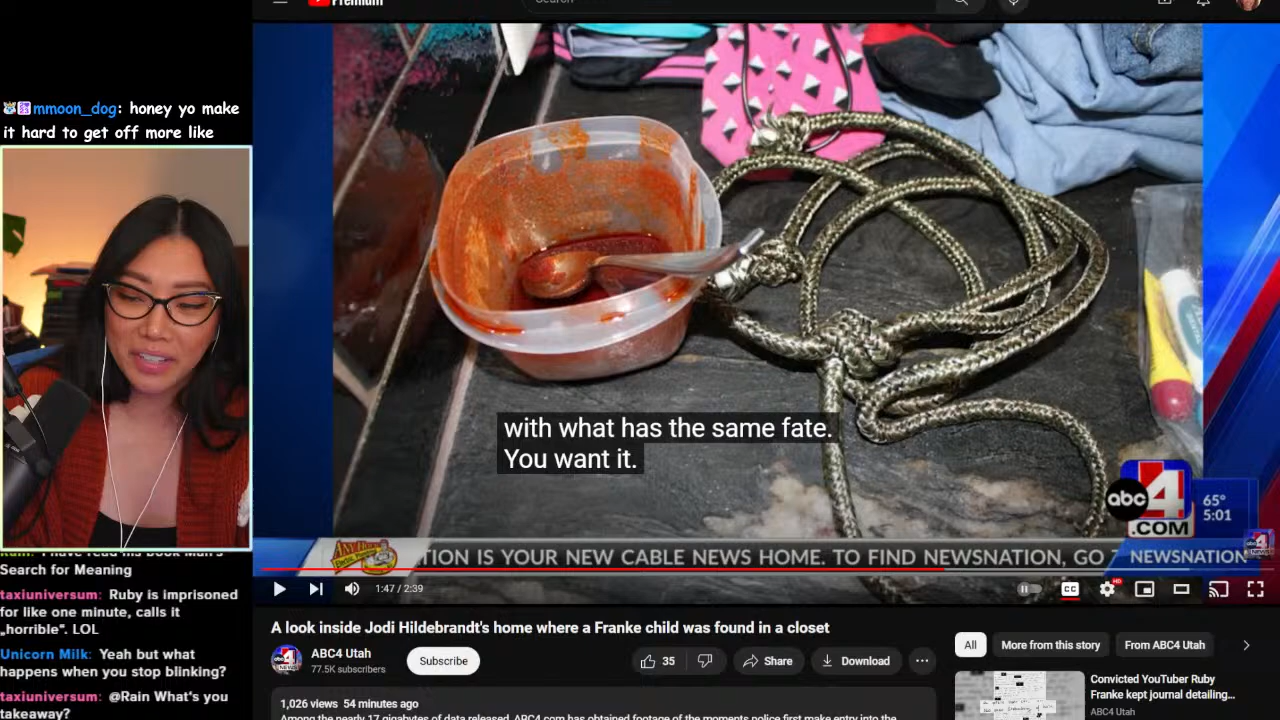 Premium
Search
mmoon_dog: honey yo make
it hard to get off more like
with what has the same fate.
You want it.
abc 4
.COM
65°
5:01
TION IS YOUR NEW CABLE NEWS HOME. TO FIND NEWSNATION, GO
NEWSNATION
1:47 / 2:39
CC
HD
Search for Meaning
taxiuniversum: Ruby is imprisoned
for like one minute, calls it
„horrible". LOL
Unicorn Milk: Yeah but what
happens when you stop blinking?
taxiuniversum: @Rain What's you
takeaway?
A look inside Jodi Hildebrandt's home where a Franke child was found in a closet
ABC4 Utah
77.5K subscribers
Subscribe
35
Share
Download
1,026 views 54 minutes ago
All
More from this story
From ABC4 Utah
Convicted YouTuber Ruby
Franke kept journal detailing...
ABC4 Utah